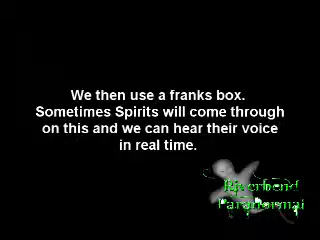 We then use a franks box.
Sometimes Spirits will come through
on this and we can hear their voice
in real time.
Riverbend
Paranormal